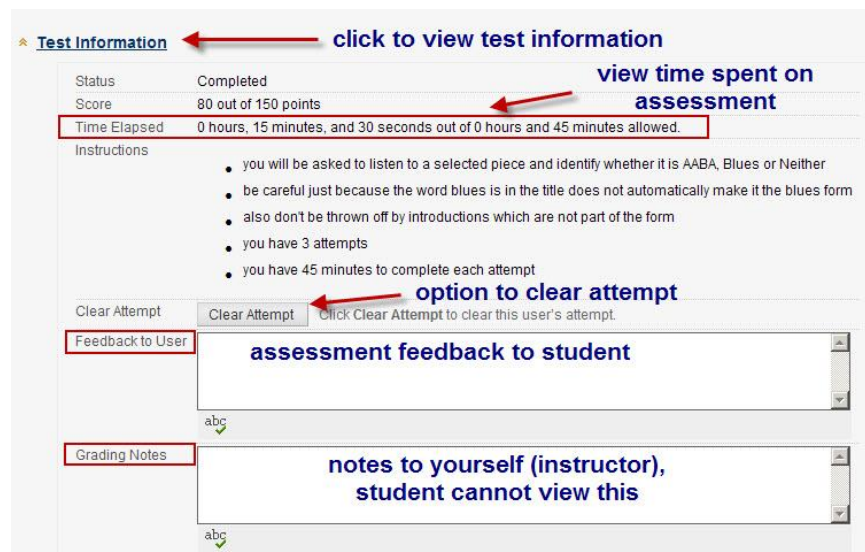 Test Information click to view test information
Status Completed view time spent on
Score 80 out of 150 points assessment
Time Elapsed 0 hours, 15 minutes, and 30 seconds out of 0 hours and 45 minutes allowed.
Instructions
• you will be asked to listen to a selected piece and identify whether it is AABA, Blues or Neither
• be careful just because the word blues is in the title does not automatically make it the blues form
• also don't be thrown off by introductions which are not part of the form
• you have 3 attempts
• you have 45 minutes to complete each attempt
option to clear attempt
Clear Attempt Clear Attempt Click Clear Attempt to clear this user's attempt.
Feedback to User assessment feedback to student
abc
Grading Notes notes to yourself (instructor),
student cannot view this
abc